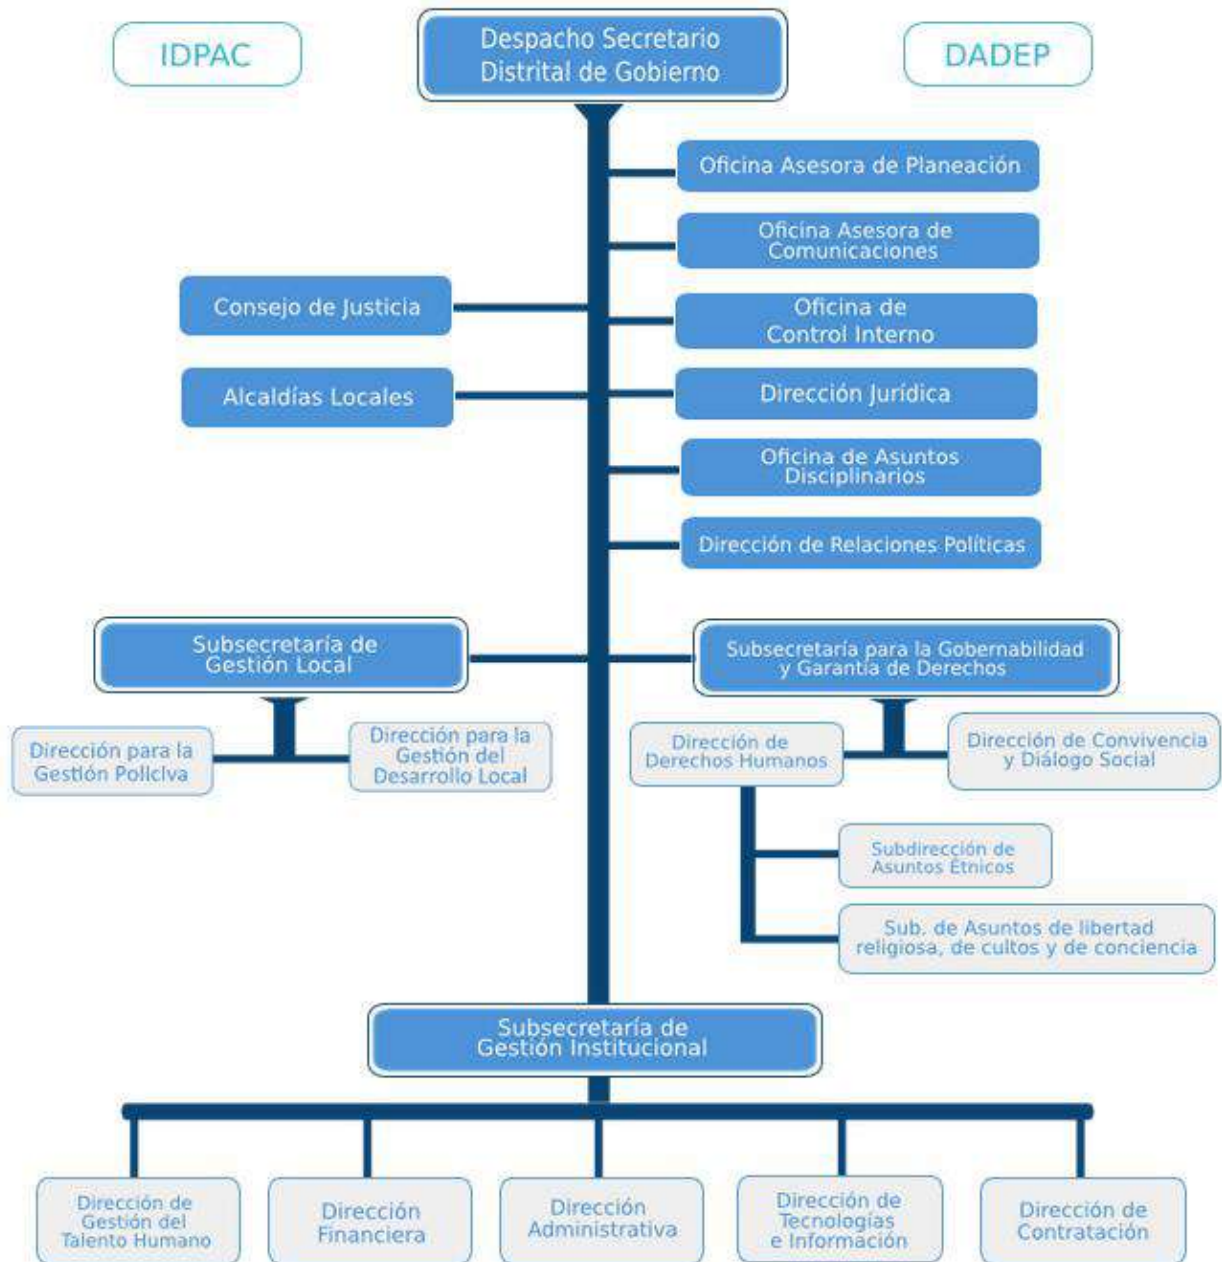 IDPAC
Despacho Secretario
Distrital de Gobierno
DADEP
Oficina Asesora de Planeación
Oficina Asesora de
Comunicaciones
Consejo de Justicia
Oficina de
Control Interno
Alcaldías Locales
Dirección Jurídica
Oficina de Asuntos
Disciplinarios
Dirección de Relaciones Políticas
Subsecretaría de
Gestión Local
Subsecretaría para la Gobernabilidad
y Garantía de Derechos
Dirección para la
Gestión Policiva
Dirección para la
Gestión del
Desarrollo Local
Dirección de
Derechos Humanos
Dirección de Convivencia
y Diálogo Social
Subdirección de
Asuntos Étnicos
Sub. de Asuntos de libertad
religiosa, de cultos y de conciencia
Subsecretaría de
Gestión Institucional
Dirección de
Gestión del
Talento Humano
Dirección
Financiera
Dirección
Administrativa
Dirección de
Tecnologías
e Información
Dirección de
Contratación